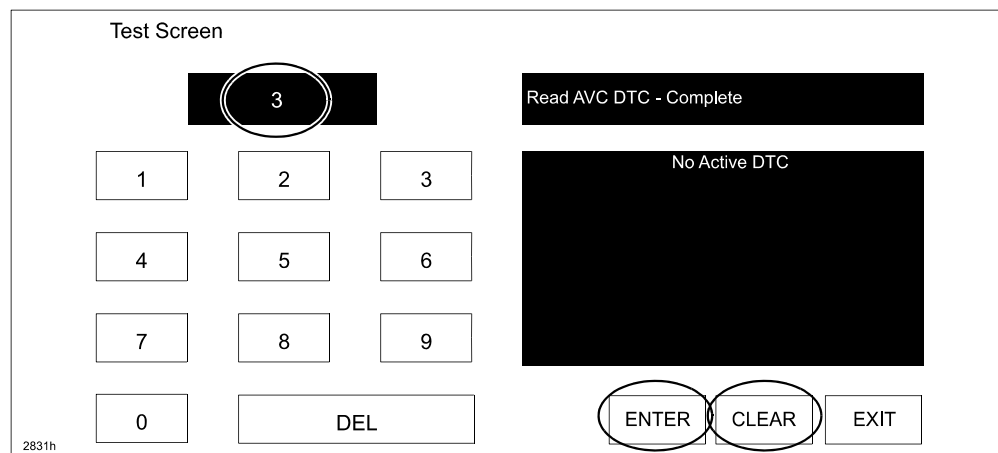 Test Screen
3
Read AVC DTC - Complete
No Active DTC
1 2 3
4 5 6
7 8 9
0 DEL
ENTER CLEAR EXIT
2831h